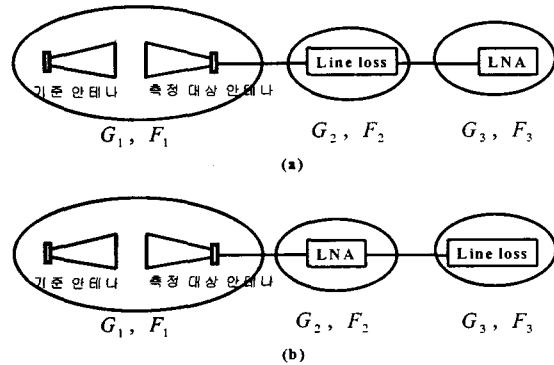 Line loss
LNA
기준 안테나 측정 대상 안테나
G₁, F₁ G₂, F₂ G₃, F₃
(a)
LNA
Line loss
기준 안테나 측정 대상 안테나
G₁, F₁ G₂, F₂ G₃, F₃
(b)